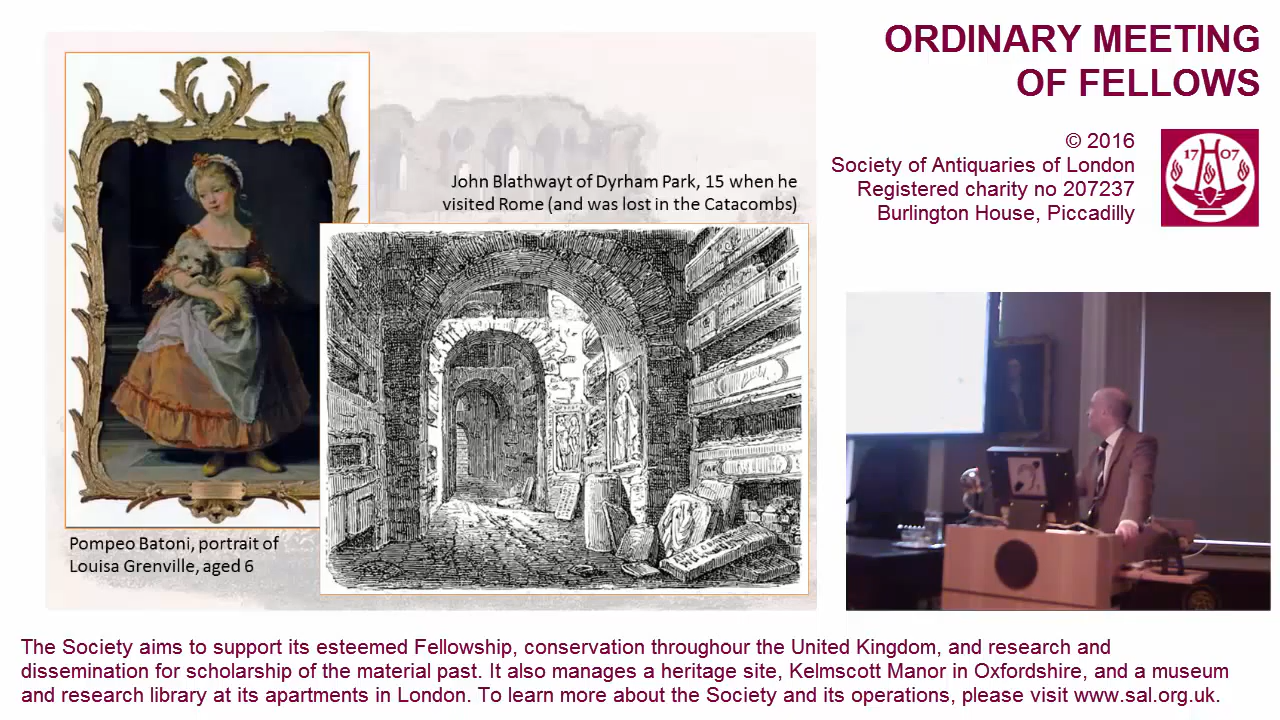 ORDINARY MEETING
OF FELLOWS
© 2016
Society of Antiquaries of London
Registered charity no 207237
Burlington House, Piccadilly
17 07
John Blathwayt of Dyrham Park, 15 when he
visited Rome (and was lost in the Catacombs)
Pompeo Batoni, portrait of
Louisa Grenville, aged 6
The Society aims to support its esteemed Fellowship, conservation throughour the United Kingdom, and research and
dissemination for scholarship of the material past. It also manages a heritage site, Kelmscott Manor in Oxfordshire, and a museum
and research library at its apartments in London. To learn more about the Society and its operations, please visit www.sal.org.uk.